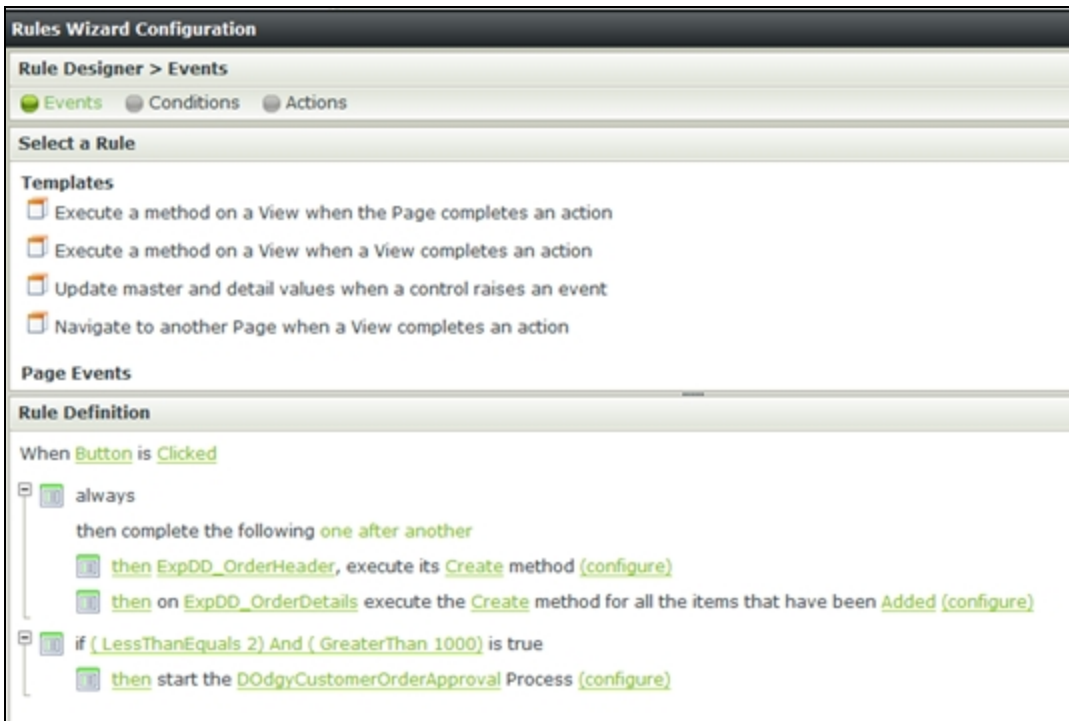 Rules Wizard Configuration
Rule Designer > Events
Events Conditions Actions
Select a Rule
Templates
Execute a method on a View when the Page completes an action
Execute a method on a View when a View completes an action
Update master and detail values when a control raises an event
Navigate to another Page when a View completes an action
Page Events
Rule Definition
When Button is Clicked
always
then complete the following one after another
then ExpDD_OrderHeader, execute its Create method (configure)
then on ExpDD_OrderDetails execute the Create method for all the items that have been Added (configure)
if ( LessThanEquals 2) And ( GreaterThan 1000) is true
then start the DOdgyCustomerOrderApproval Process (configure)